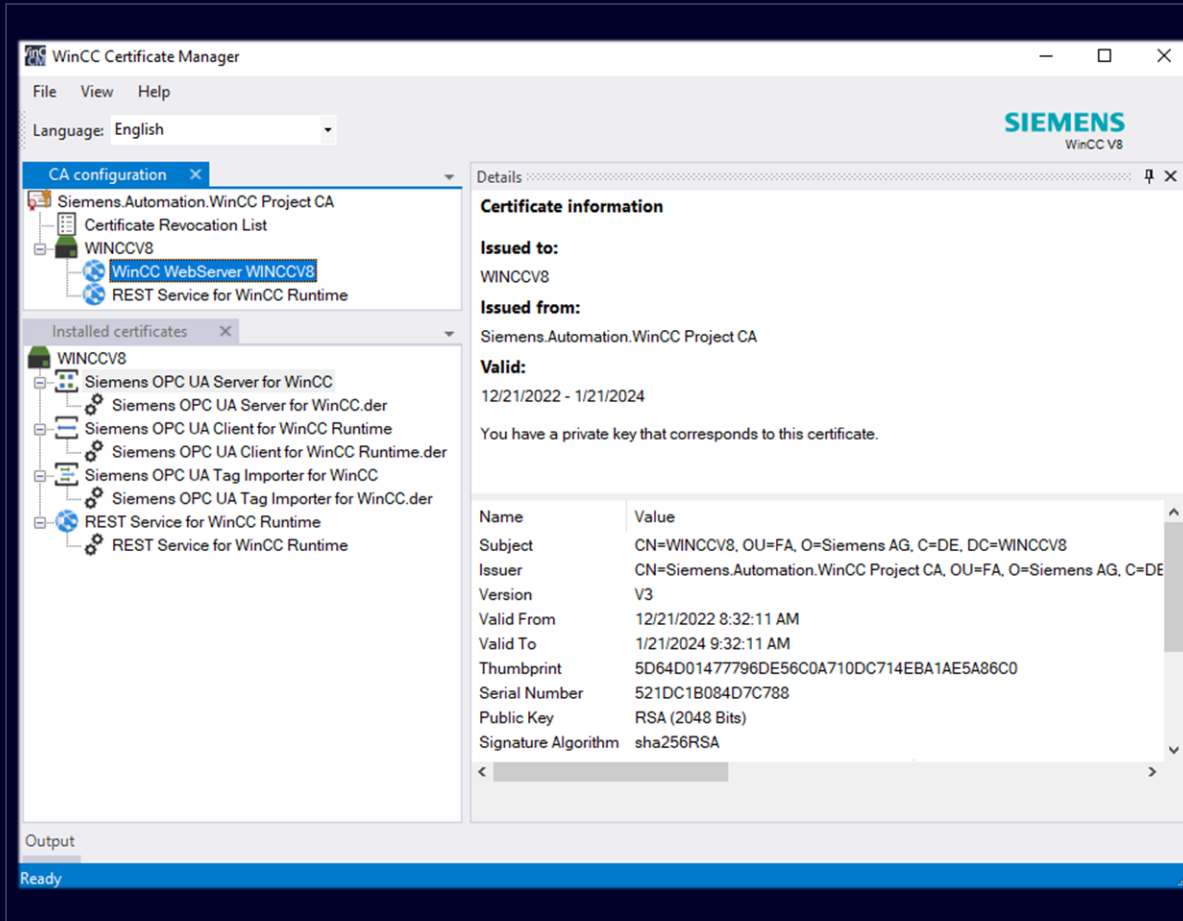 WinCC Certificate Manager
File View Help
Language: English
SIEMENS
WinCC V8
CA configuration
Siemens.Automation.WinCC Project CA
Certificate Revocation List
WINCCV8
WinCC WebServer WINCCV8
REST Service for WinCC Runtime
Installed certificates
WINCCV8
Siemens OPC UA Server for WinCC
Siemens OPC UA Server for WinCC.der
Siemens OPC UA Client for WinCC Runtime
Siemens OPC UA Client for WinCC Runtime.der
Siemens OPC UA Tag Importer for WinCC
Siemens OPC UA Tag Importer for WinCC.der
REST Service for WinCC Runtime
REST Service for WinCC Runtime
Details
Certificate information
Issued to:
WINCCV8
Issued from:
Siemens.Automation.WinCC Project CA
Valid:
12/21/2022 - 1/21/2024
You have a private key that corresponds to this certificate.
Name Value
Subject CN=WINCCV8, OU=FA, O=Siemens AG, C=DE, DC=WINCCV8
Issuer CN=Siemens.Automation.WinCC Project CA, OU=FA, O=Siemens AG, C=DE
Version V3
Valid From 12/21/2022 8:32:11 AM
Valid To 1/21/2024 9:32:11 AM
Thumbprint 5D64D01477796DE56C0A710DC714EBA1AE5A86C0
Serial Number 521DC1B084D7C788
Public Key RSA (2048 Bits)
Signature Algorithm sha256RSA
Output
Ready